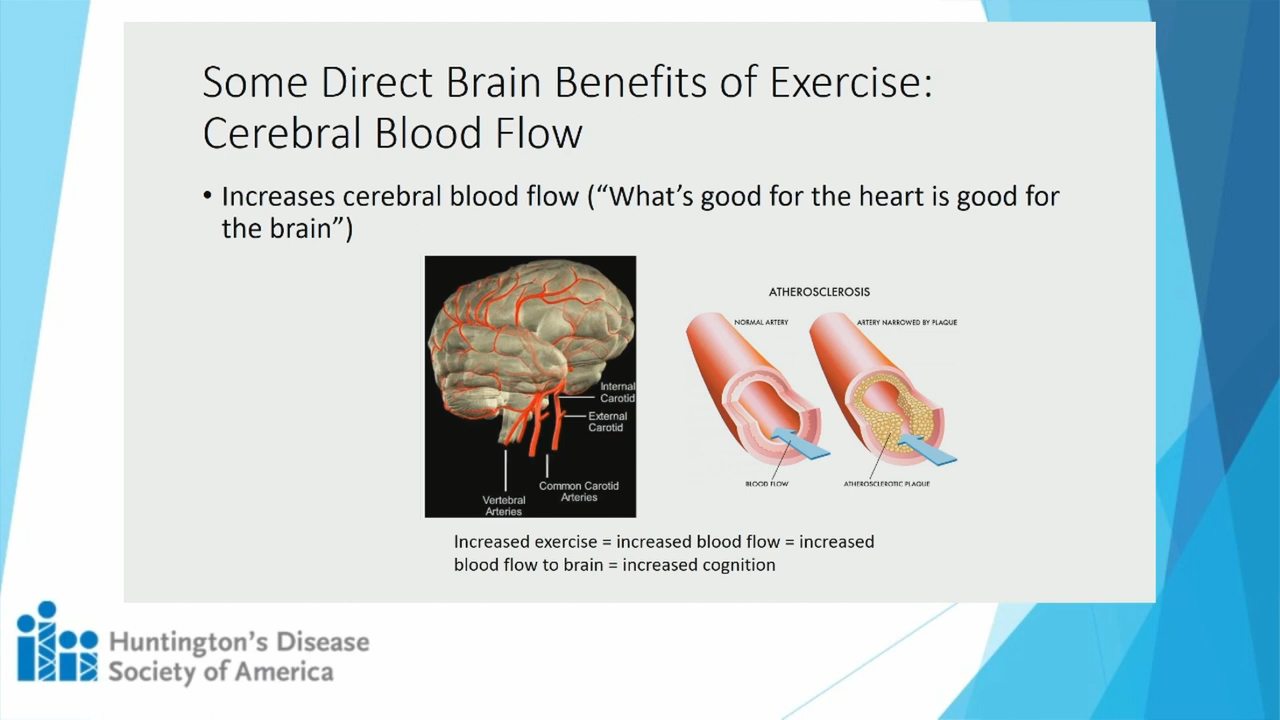 Some Direct Brain Benefits of Exercise:
Cerebral Blood Flow
• Increases cerebral blood flow (“What’s good for the heart is good for
the brain”)
Internal
Carotid
External
Carotid
Common Carotid
Arteries
Vertebral
Arteries
ATHEROSCLEROSIS
NORMAL ARTERY
ARTERY NARROWED BY PLAQUE
BLOOD FLOW
ATHEROSCLEROTIC PLAQUE
Increased exercise = increased blood flow = increased
blood flow to brain = increased cognition
Huntington’s Disease
Society of America